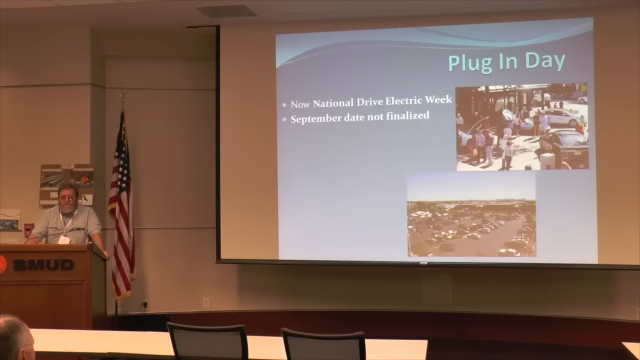 Plug In Day
Now National Drive Electric Week
September date not finalized
SMUD